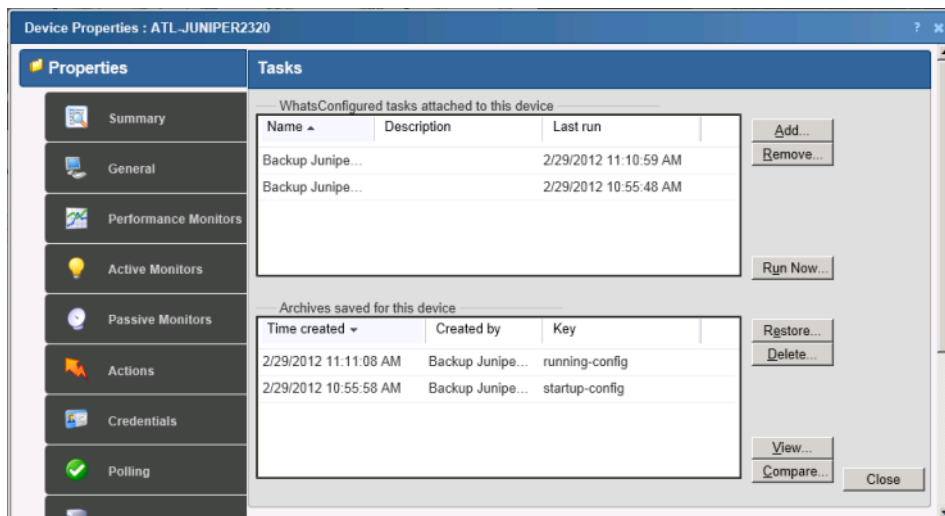 Device Properties : ATL-JUNIPER2320 ?
Properties
Summary
General
Performance Monitors
Active Monitors
Passive Monitors
Actions
Credentials
Polling
Tasks
WhatsConfigured tasks attached to this device
Name Description Last run
Backup Junipe... 2/29/2012 11:10:59 AM
Backup Junipe... 2/29/2012 10:55:48 AM
Add...
Remove...
Run Now...
Archives saved for this device
Time created Created by Key
2/29/2012 11:11:08 AM Backup Junipe... running-config
2/29/2012 10:55:58 AM Backup Junipe... startup-config
Restore...
Delete...
View...
Compare...
Close